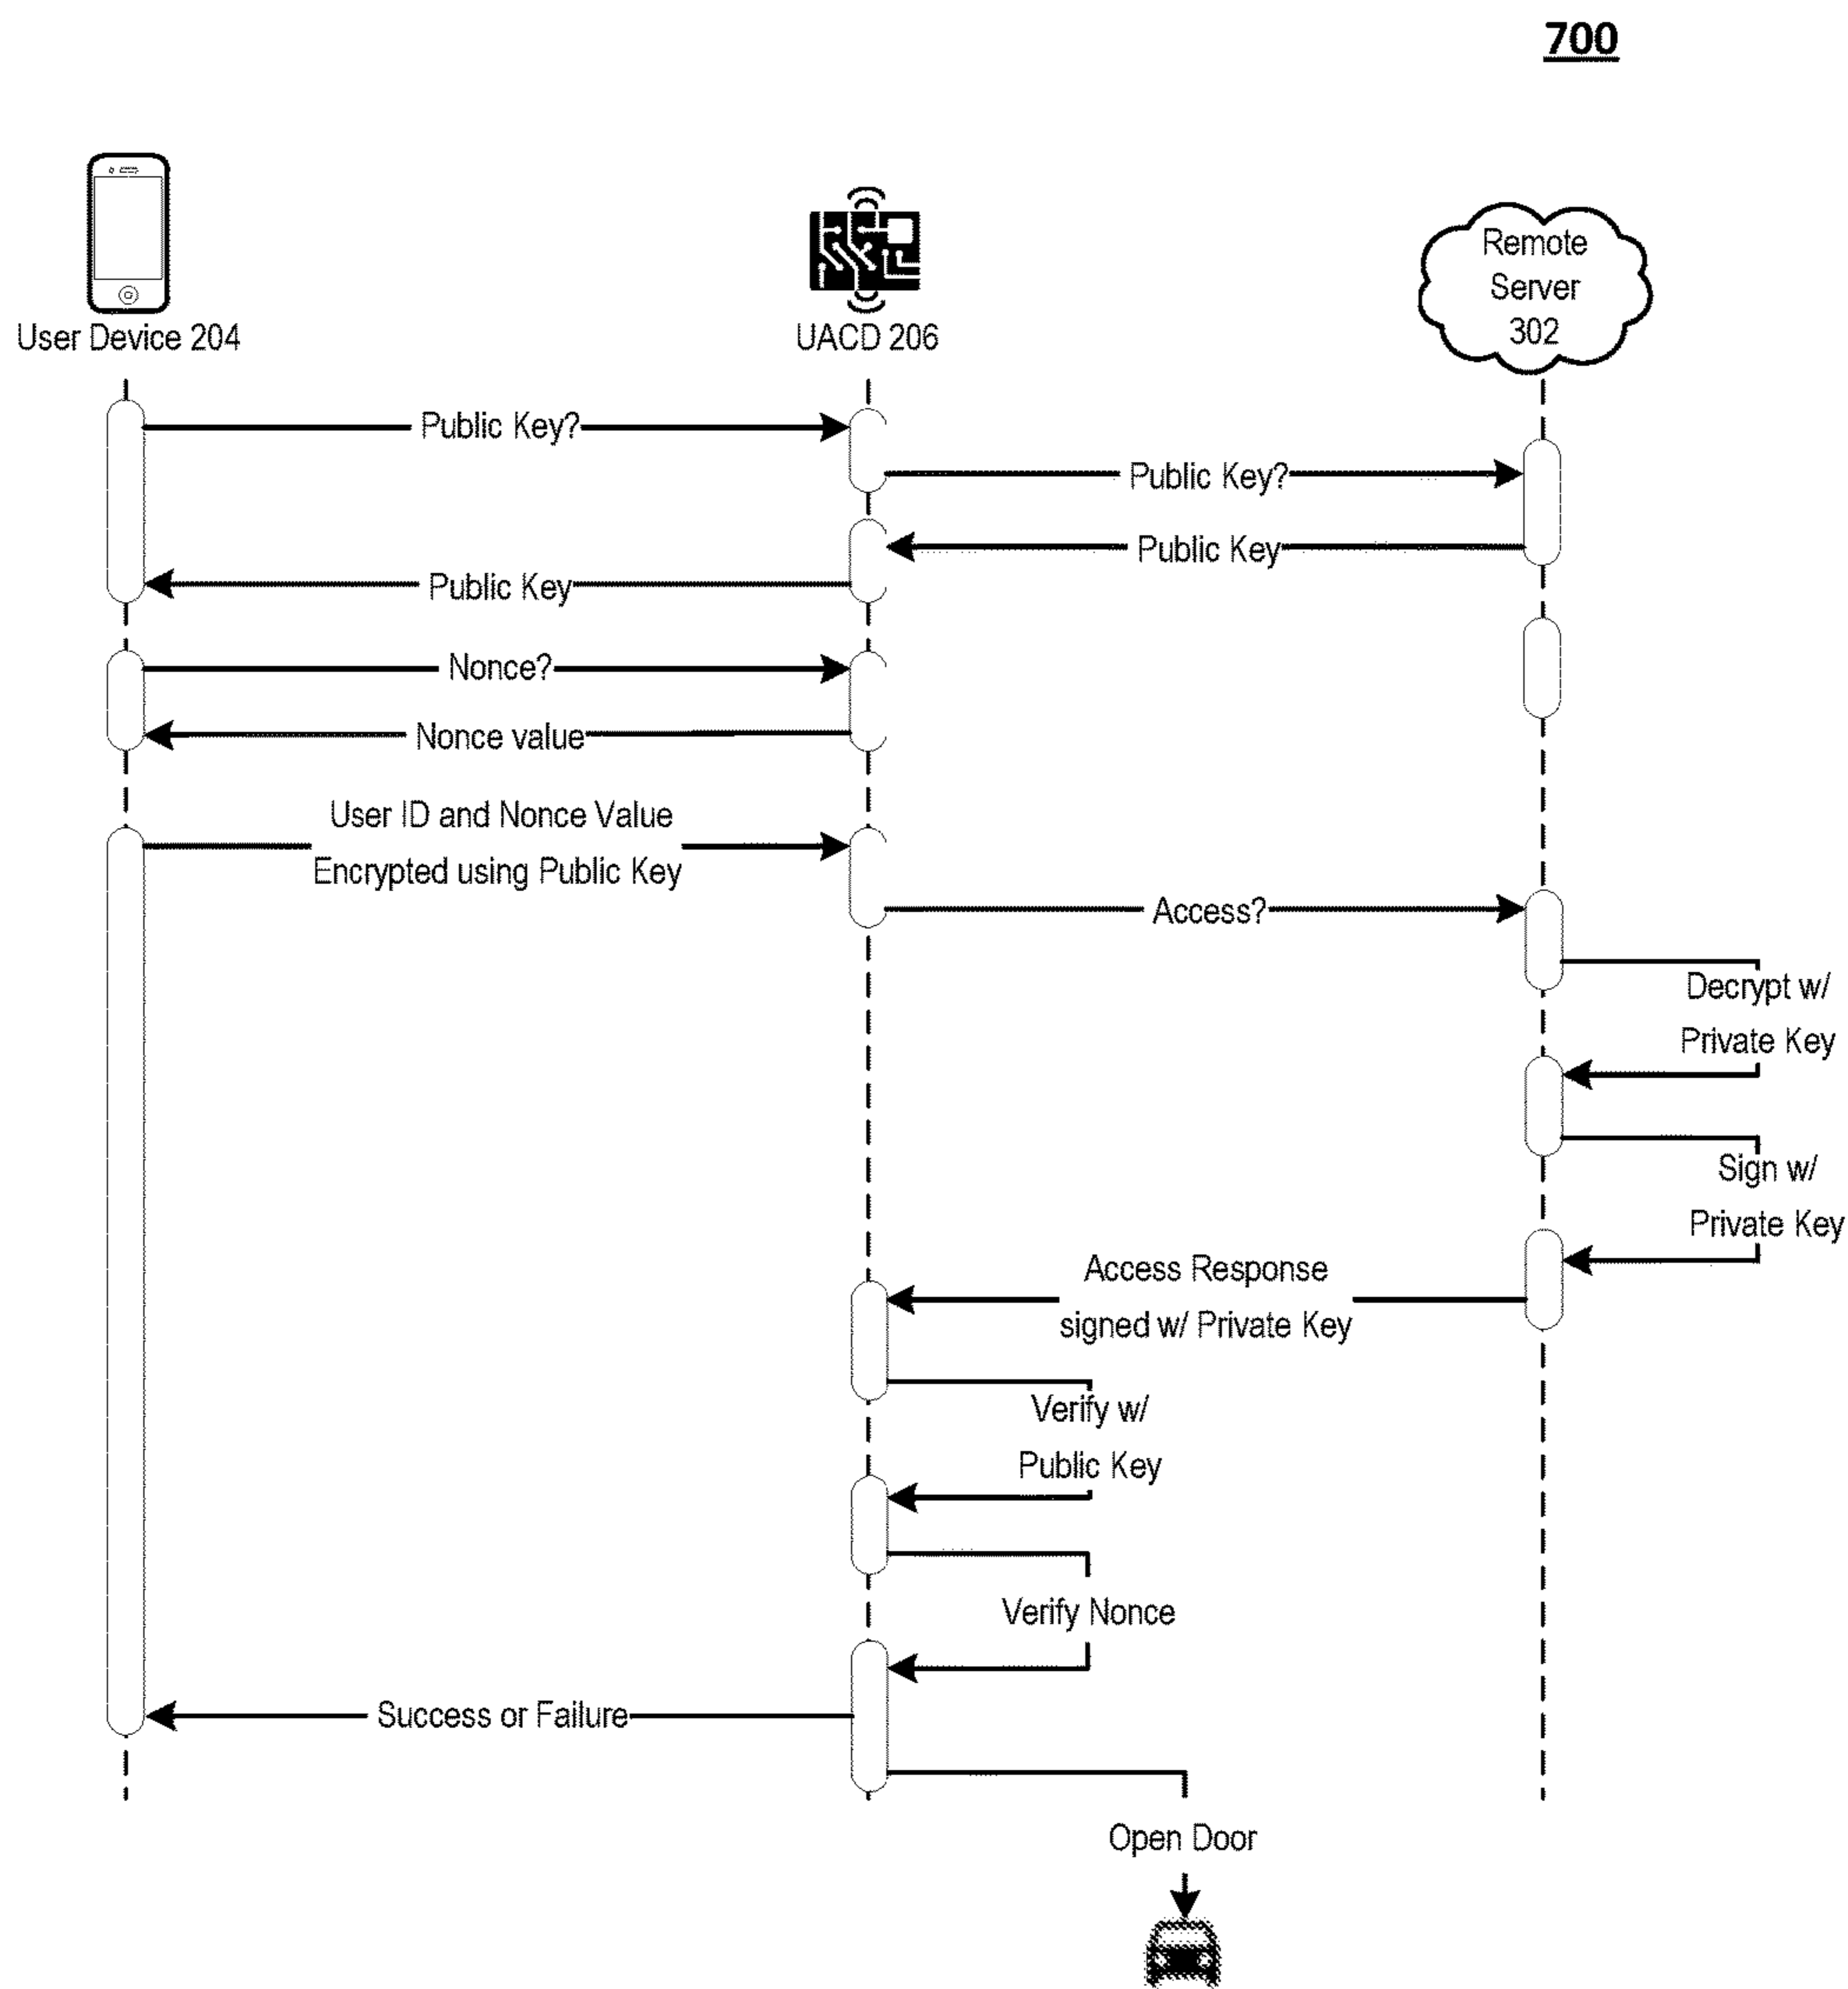 700
User Device 204
UACD 206
Remote
Server
302
Public Key?
Public Key?
Public Key
Public Key
Nonce?
Nonce value
User ID and Nonce Value
Encrypted using Public Key
Access?
Decrypt w/
Private Key
Sign w/
Private Key
Access Response
signed w/ Private Key
Verify w/
Public Key
Verify Nonce
Success or Failure
Open Door